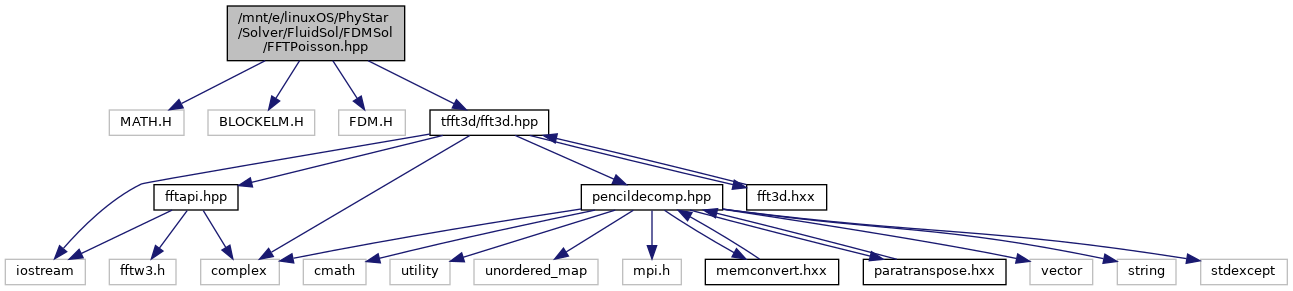 /mnt/e/linuxOS/PhyStar
/Solver/FluidSol/FDMSol
/FFTPoisson.hpp
MATH.H
BLOCKELM.H
FDM.H
tfft3d/fft3d.hpp
fftapi.hpp
pencildecomp.hpp
fft3d.hxx
iostream
fftw3.h
complex
cmath
utility
unordered_map
mpi.h
memconvert.hxx
paratranspose.hxx
vector
string
stdexcept